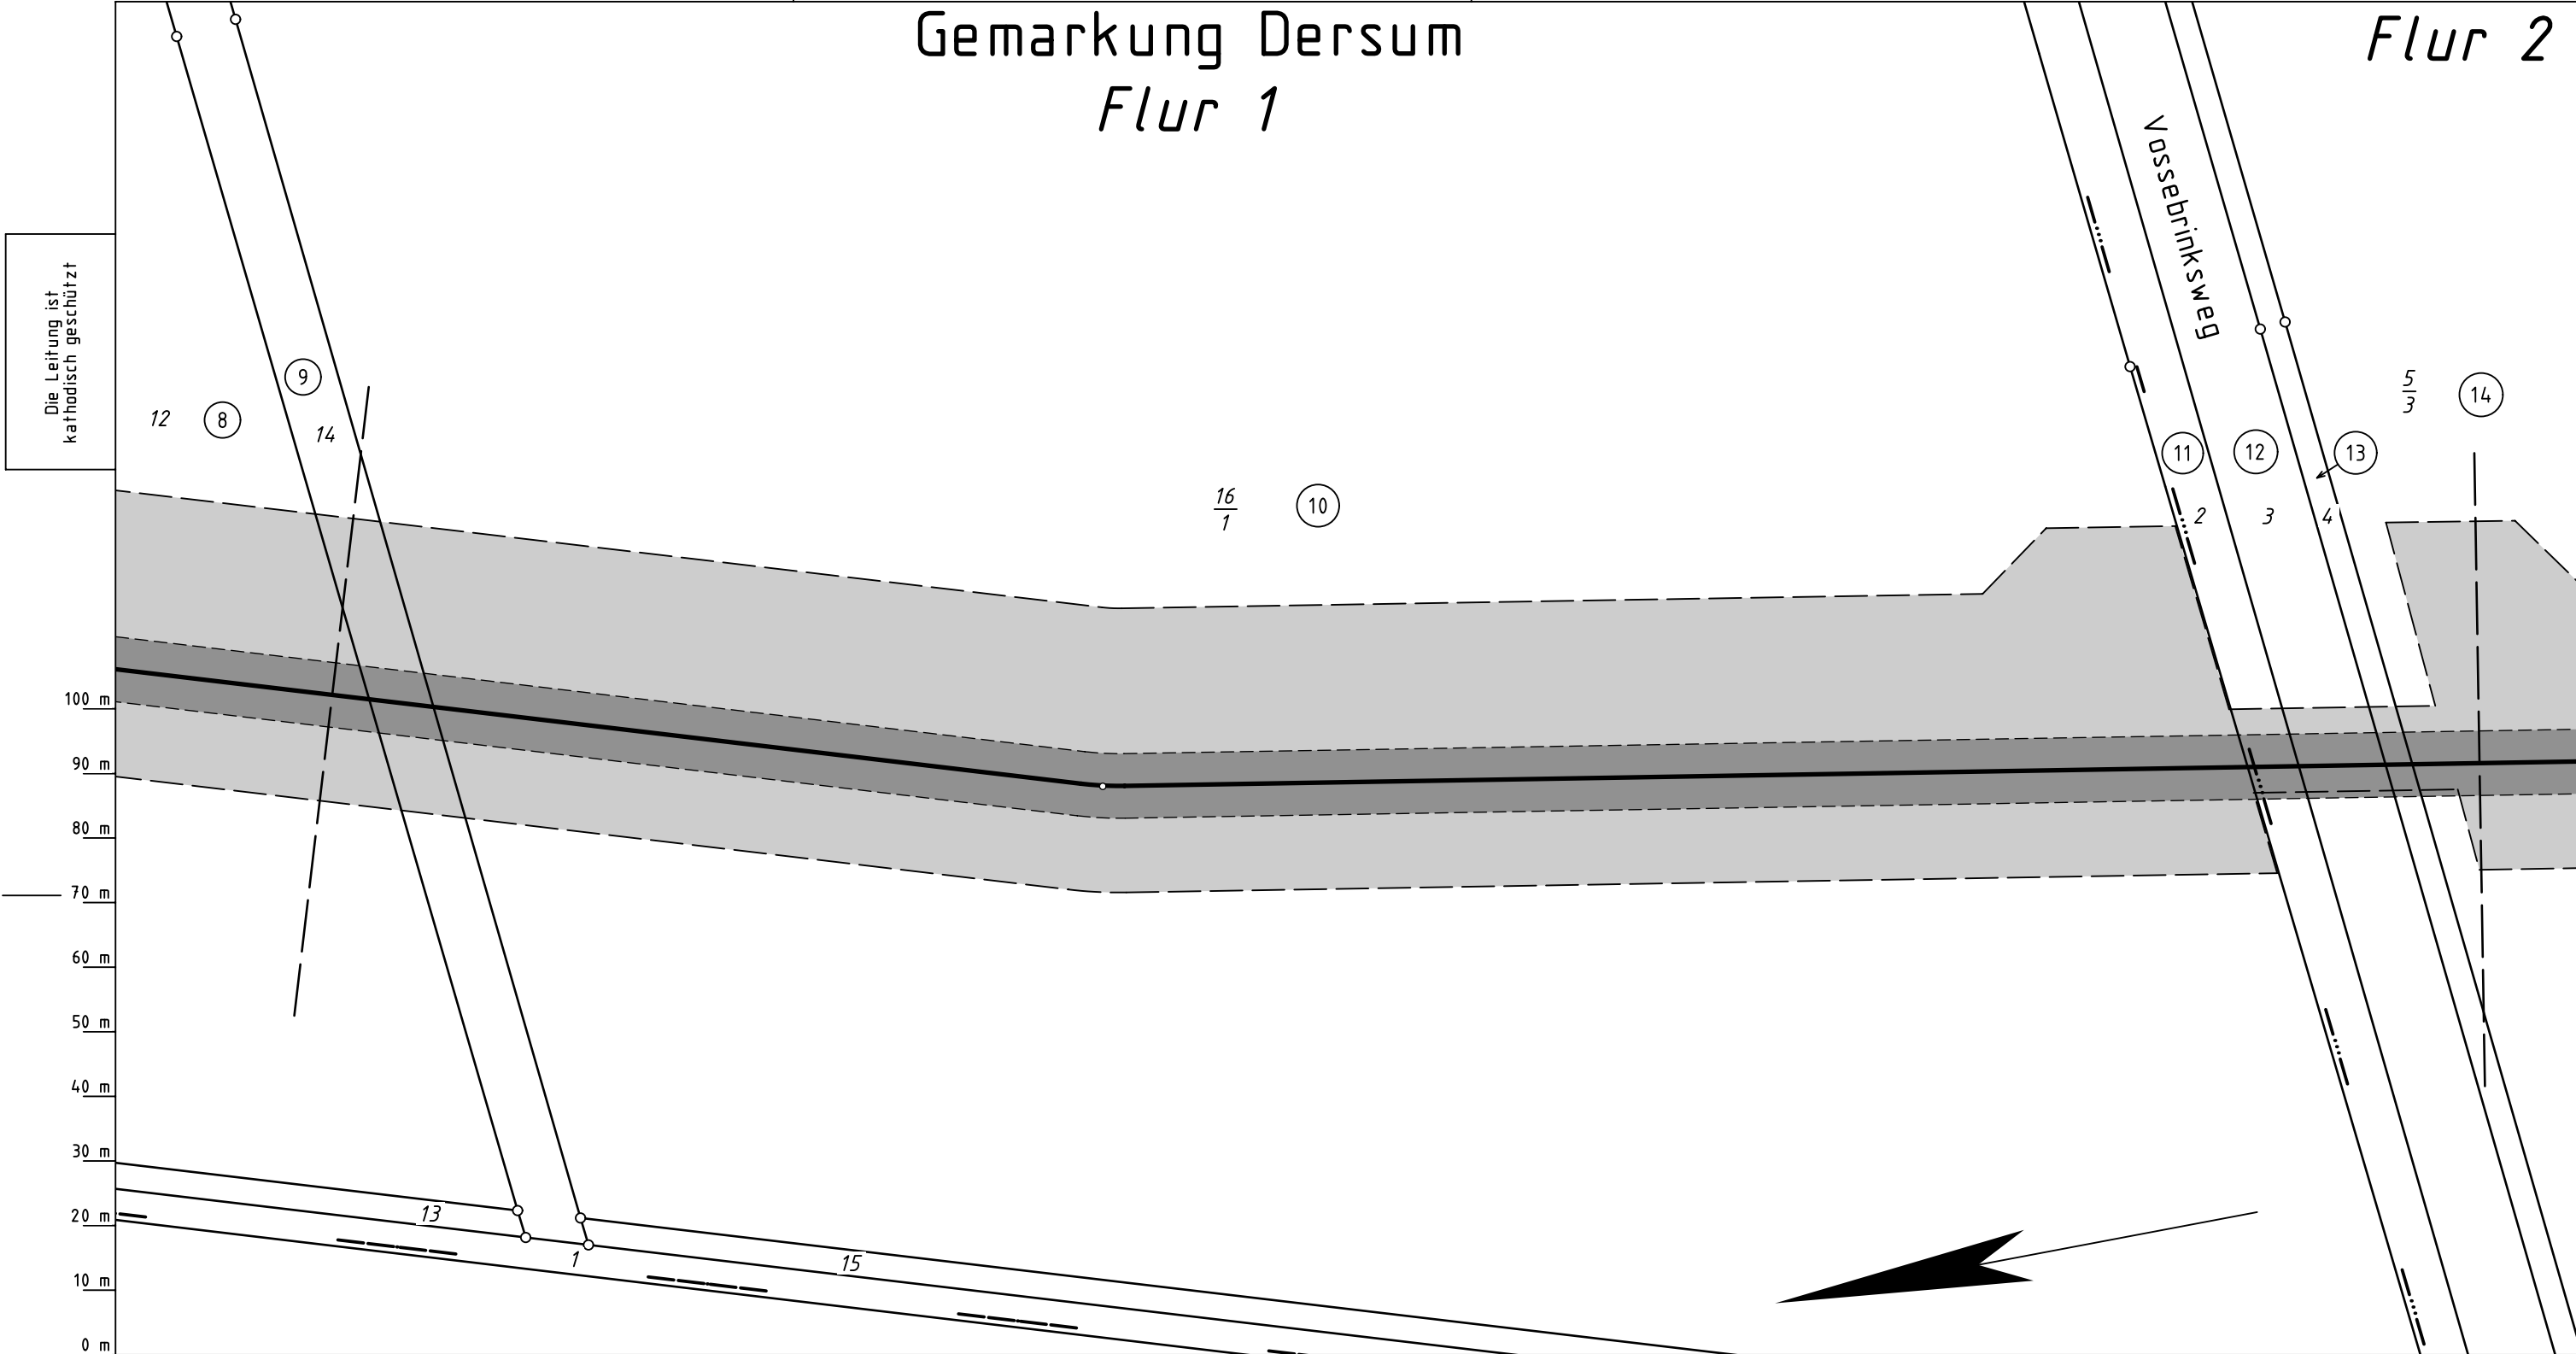 Gemarkung Dersum
Flur 1
Flur 2
Vossebrinksweg
Die Leitung ist
kathodisch geschützt
12
8
9
14
16
1
10
11
12
13
5
3
14
2
3
4
100 m
90 m
80 m
70 m
60 m
50 m
40 m
30 m
20 m
10 m
0 m
13
1
15